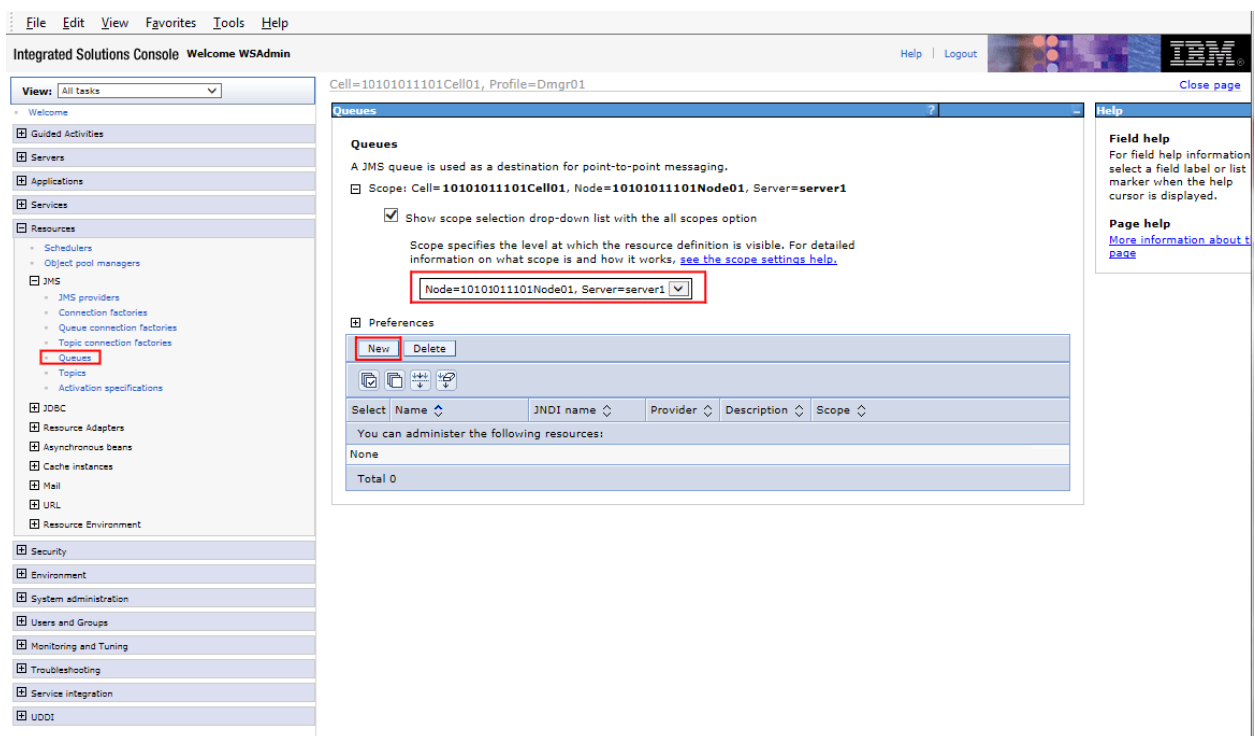 File Edit View Favorites Tools Help
Integrated Solutions Console Welcome WSAdmin
Help | Logout
IBM®
View: All tasks
Welcome
Guided Activities
Servers
Applications
Services
Resources
Schedulers
Object pool managers
JMS
JMS providers
Connection factories
Queue connection factories
Topic connection factories
Queues
Topics
Activation specifications
JDBC
Resource Adapters
Asynchronous beans
Cache instances
Mail
URL
Resource Environment
Security
Environment
System administration
Users and Groups
Monitoring and Tuning
Troubleshooting
Service integration
UDDI
Cell=10101011101Cell01, Profile=Dmgr01
Close page
Queues ? –
Queues
A JMS queue is used as a destination for point-to-point messaging.
Scope: Cell=10101011101Cell01, Node=10101011101Node01, Server=server1
Show scope selection drop-down list with the all scopes option
Scope specifies the level at which the resource definition is visible. For detailed
information on what scope is and how it works, see the scope settings help.
Node=10101011101Node01, Server=server1
Preferences
New Delete
Select Name JNDI name Provider Description Scope
You can administer the following resources:
None
Total 0
Help
Field help
For field help information
select a field label or list
marker when the help
cursor is displayed.
Page help
More information about t
page